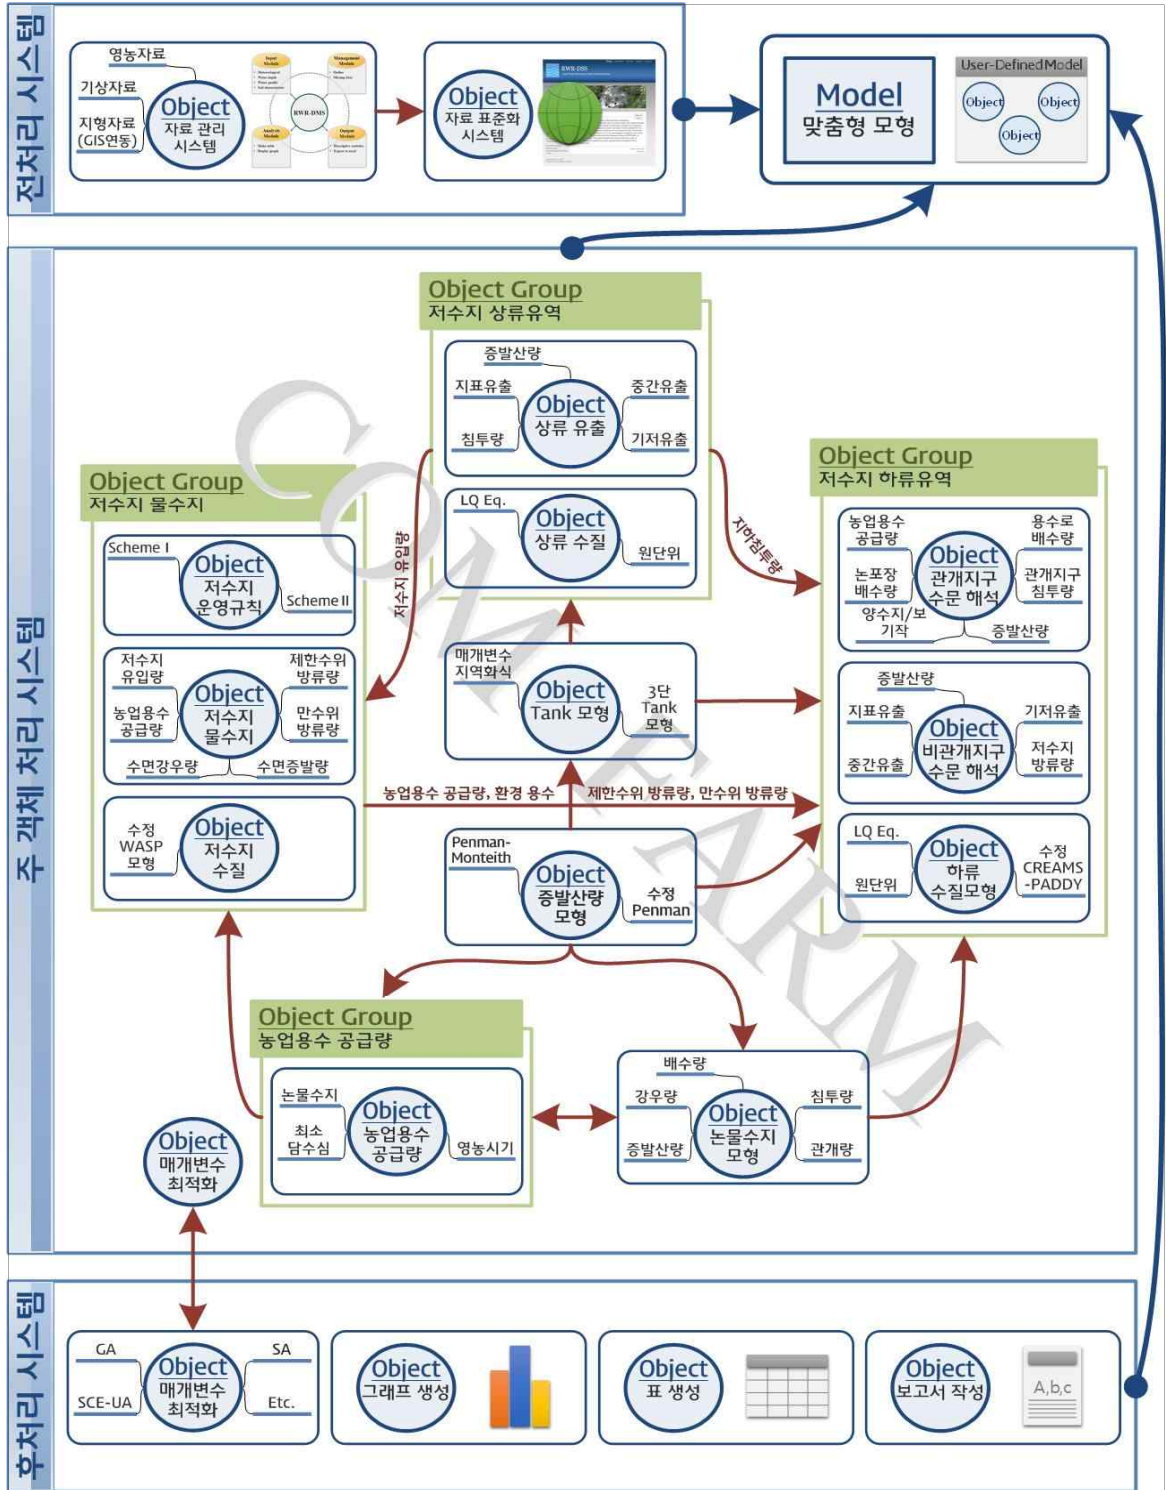 전처리 시스템
영농자료
기상자료
지형자료
(GIS연동)
Object
자료 관리
시스템
Input
Module
Management
Module
RWR-DMS
Analysis
Module
Output
Module
Object
자료 표준화
시스템
RWR-DMS
Model
맞춤형 모형
User-Defined Model
Object
Object
Object
주 객체 처리 시스템
Object Group
저수지 상류유역
증발산량
지표유출
중간유출
Object
상류 유출
침투량
기저유출
LQ Eq.
Object
상류 수질
원단위
Object Group
저수지 물수지
Scheme I
Object
저수지
운영규칙
Scheme II
저수지
유입량
제한수위
방류량
Object
저수지
물수지
농업용수
공급량
만수위
방류량
수면강우량
수면증발량
수정
WASP
모형
Object
저수지
수질
저수지 유입량
지하침투량
Object Group
저수지 하류유역
농업용수
공급량
용수로
배수량
Object
관개지구
수문 해석
논포장
배수량
관개지구
침투량
양수지/보
기작
증발산량
증발산량
지표유출
기저유출
Object
비관개지구
수문 해석
중간유출
저수지
방류량
LQ Eq.
Object
하류
수질모형
원단위
수정
CREAMS
-PADDY
매개변수
지역화식
Object
Tank 모형
3단
Tank
모형
농업용수 공급량, 환경 용수
제한수위 방류량, 만수위 방류량
Penman-
Monteith
Object
증발산량
모형
수정
Penman
Object Group
농업용수 공급량
논물수지
Object
농업용수
공급량
최소
담수심
영농시기
배수량
강우량
침투량
Object
논물수지
모형
증발산량
관개량
Object
매개변수
최적화
COM FARM
후처리 시스템
GA
SA
Object
매개변수
최적화
SCE-UA
Etc.
Object
그래프 생성
Object
표 생성
Object
보고서 작성
A,b,c